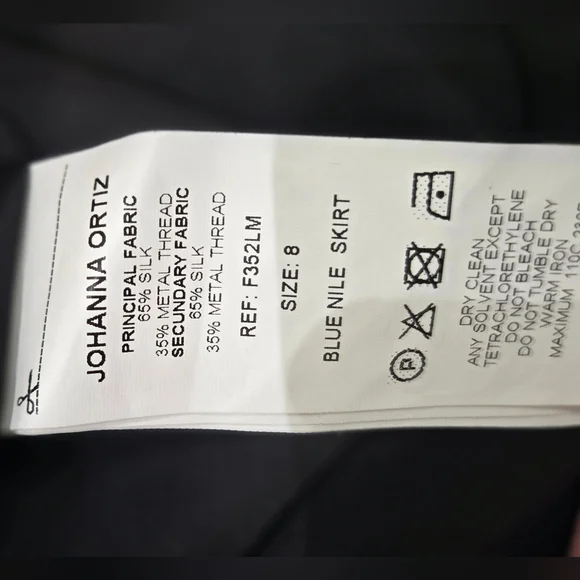 JOHANNA ORTIZ
PRINCIPAL FABRIC
65% SILK
35% METAL THREAD
SECUNDARY FABRIC
65% SILK
35% METAL THREAD
REF: F352LM
SIZE: 8
BLUE NILE SKIRT
P
DRY CLEAN
ANY SOLVENT EXCEPT
TETRACHLORETHYLENE
DO NOT BLEACH
DO NOT TUMBLE DRY
WARM IRON
MAXIMUM 110C